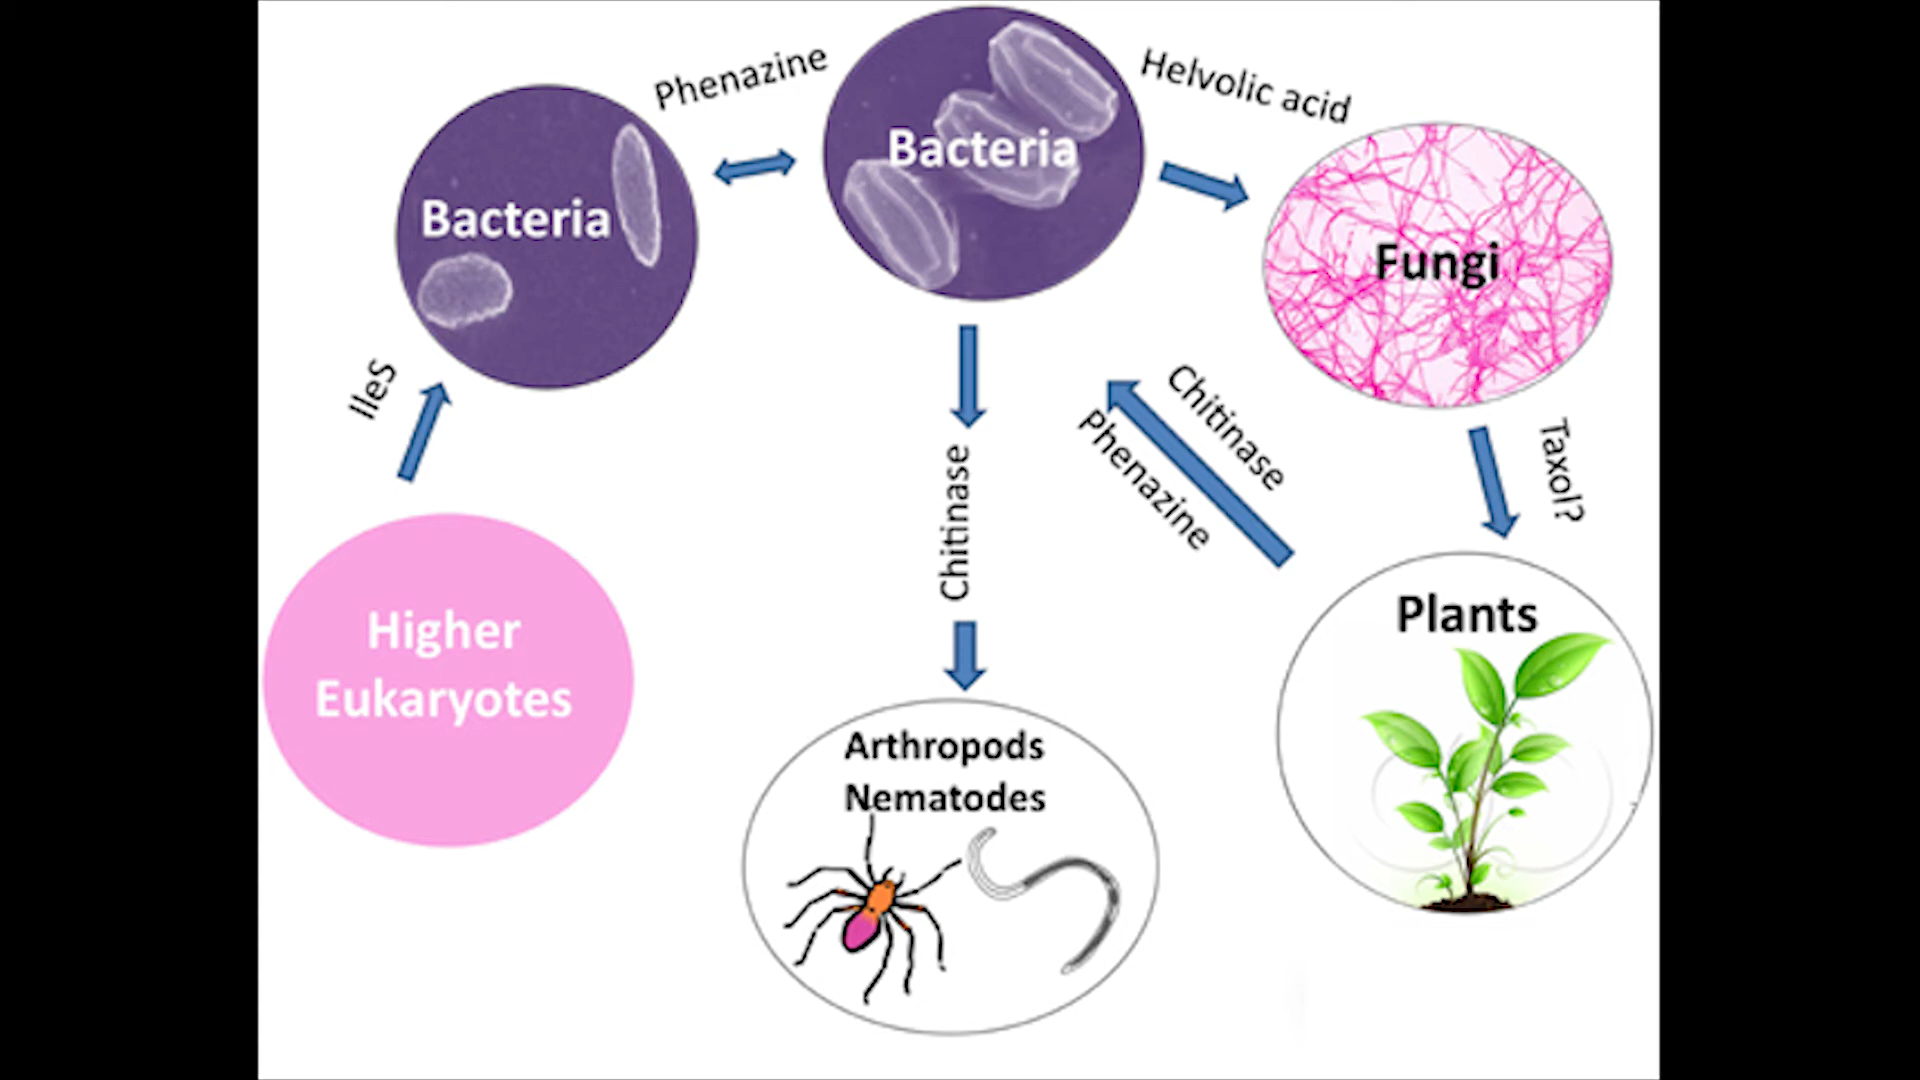 Phenazine
Helvolic acid
Bacteria
Bacteria
Fungi
IleS
Chitinase
Phenazine
Chitinase
Taxol?
Higher
Eukaryotes
Plants
Arthropods
Nematodes